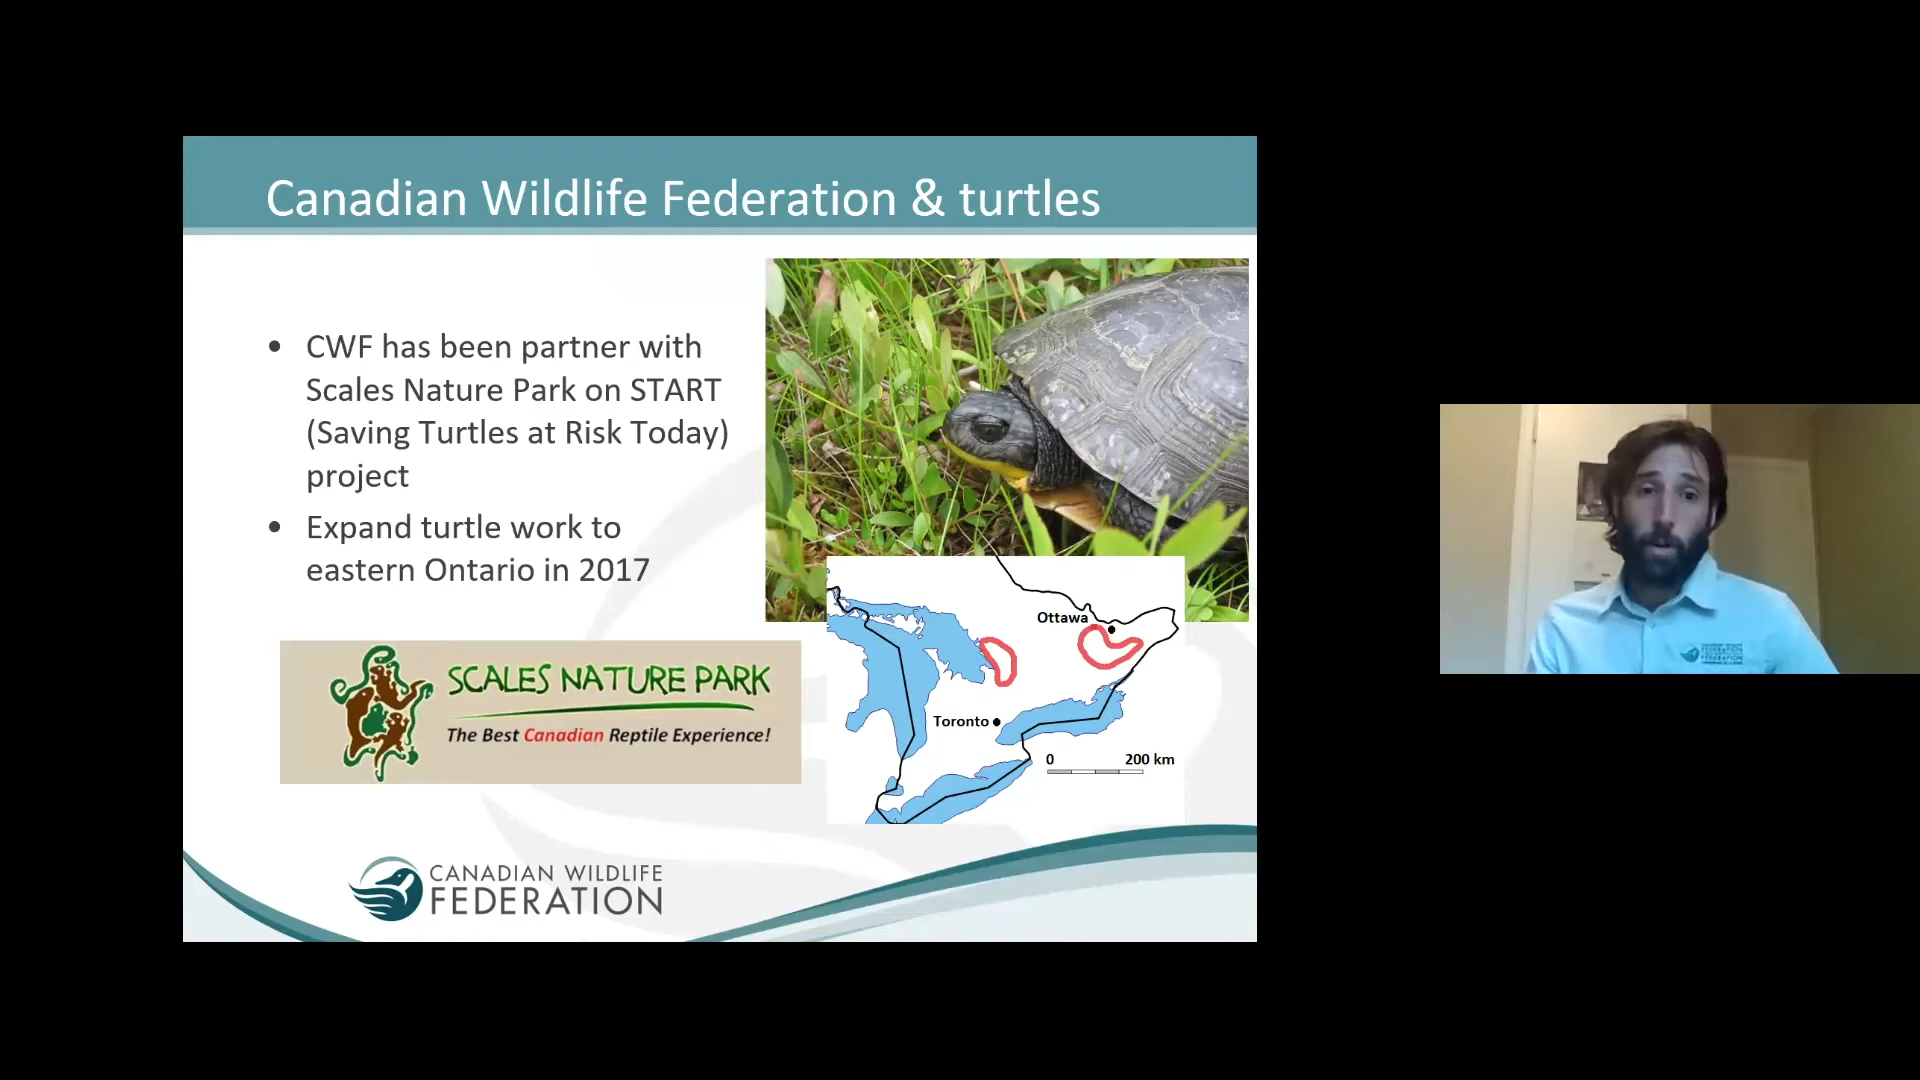 Canadian Wildlife Federation & turtles
• CWF has been partner with
Scales Nature Park on START
(Saving Turtles at Risk Today)
project
• Expand turtle work to
eastern Ontario in 2017
SCALES NATURE PARK
The Best Canadian Reptile Experience!
Ottawa
Toronto
0 200 km
CANADIAN WILDLIFE
FEDERATION